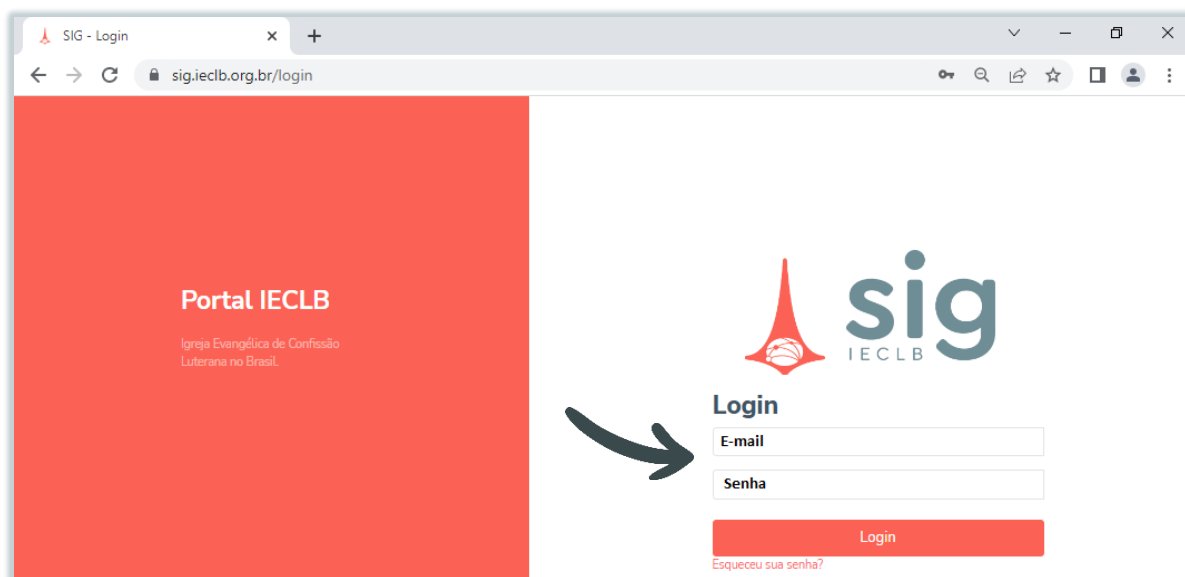 SIG - Login
sig.ieclb.org.br/login
Portal IECLB
Igreja Evangélica de Confissão
Luterana no Brasil.
sig
IECLB
Login
E-mail
Senha
Login
Esqueceu sua senha?